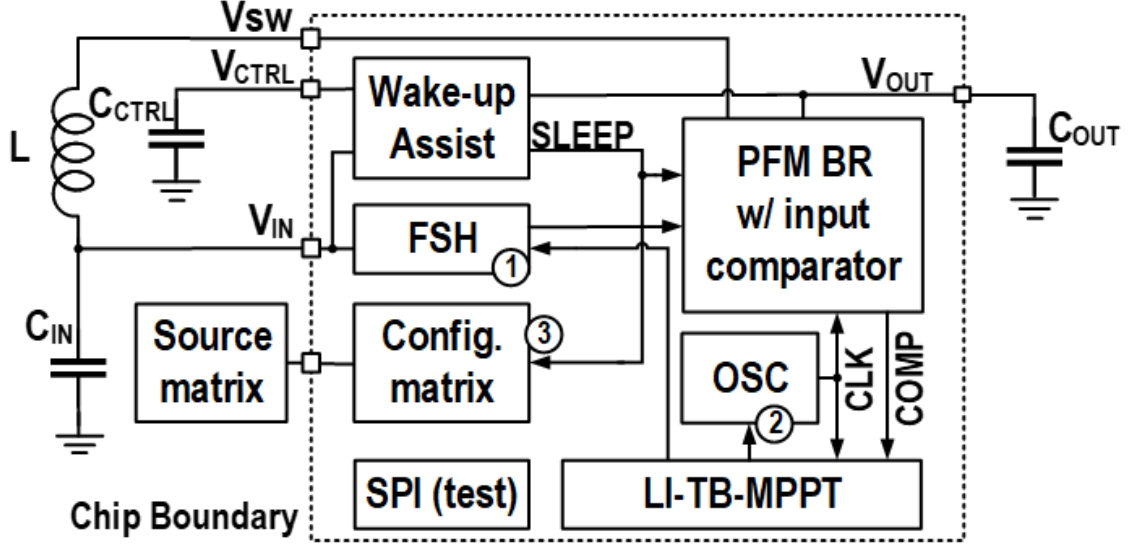 Vsw
VCTRL
CCTRL
L
Wake-up
Assist
SLEEP
VOUT
COUT
PFM BR
w/ input
comparator
VIN
FSH
1
CIN
Source
matrix
Config.
matrix
3
OSC
2
CLK
COMP
SPI (test)
LI-TB-MPPT
Chip Boundary